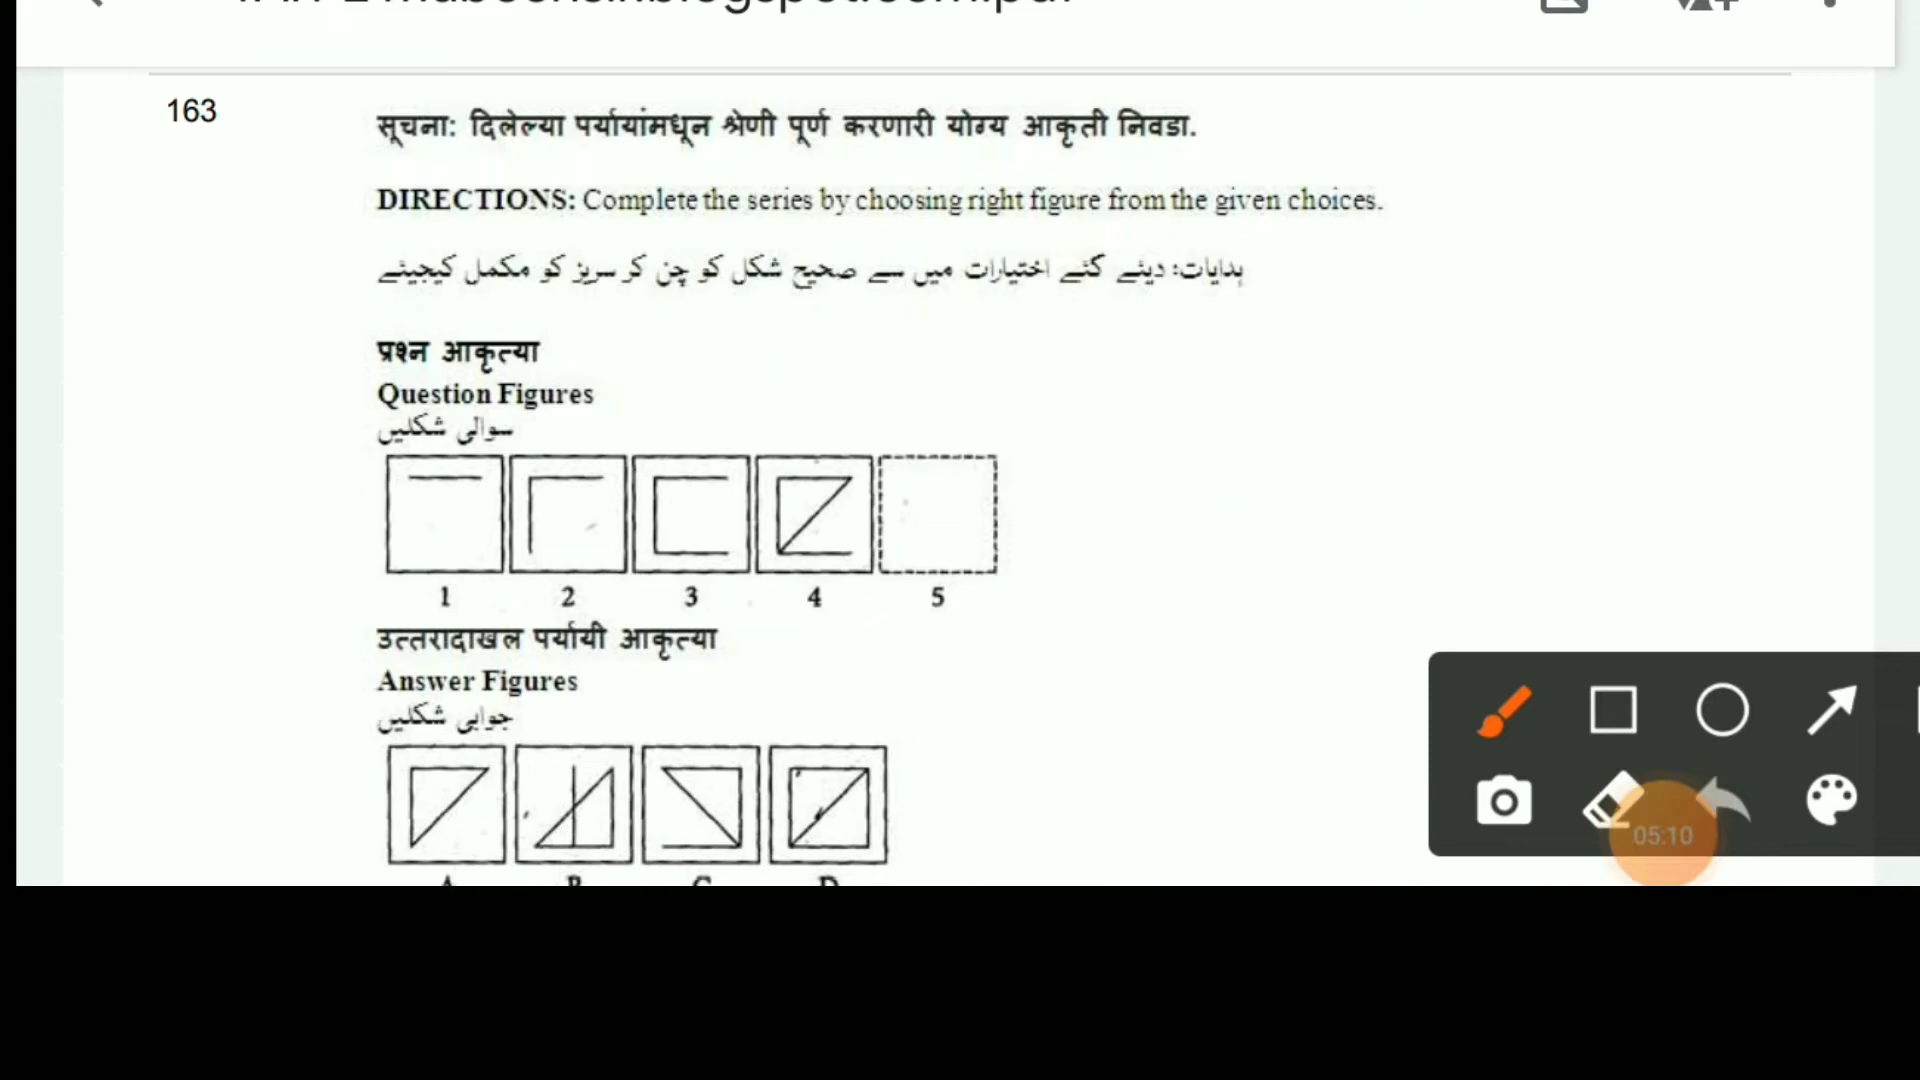 163
सूचना: दिलेल्या पर्यायांमधून श्रेणी पूर्ण करणारी योग्य आकृती निवडा.
DIRECTIONS: Complete the series by choosing right figure from the given choices.
ہدایات: دیئے گئے اختیارات میں سے صحیح شکل کو چن کر سریز کو مکمل کیجیئے
प्रश्न आकृत्या
Question Figures
سوالی شکلیں
1 2 3 4 5
उत्तरादाखल पर्यायी आकृत्या
Answer Figures
جوابی شکلیں
05:10